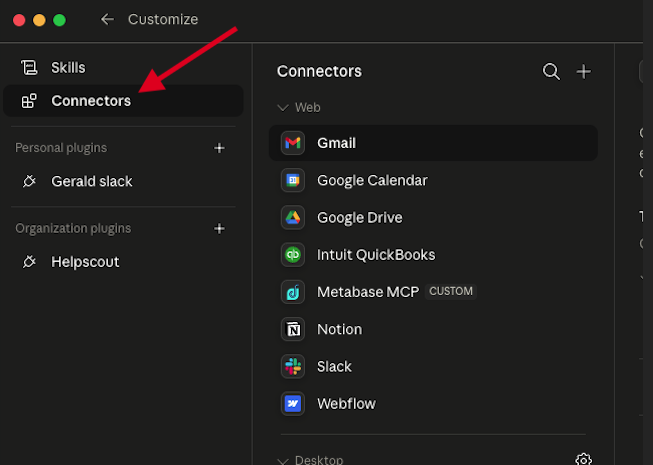 Customize
Skills
Connectors
Personal plugins
Gerald slack
Organization plugins
Helpscout
Connectors
Web
Gmail
Google Calendar
Google Drive
Intuit QuickBooks
Metabase MCP CUSTOM
Notion
Slack
Webflow
Desktop